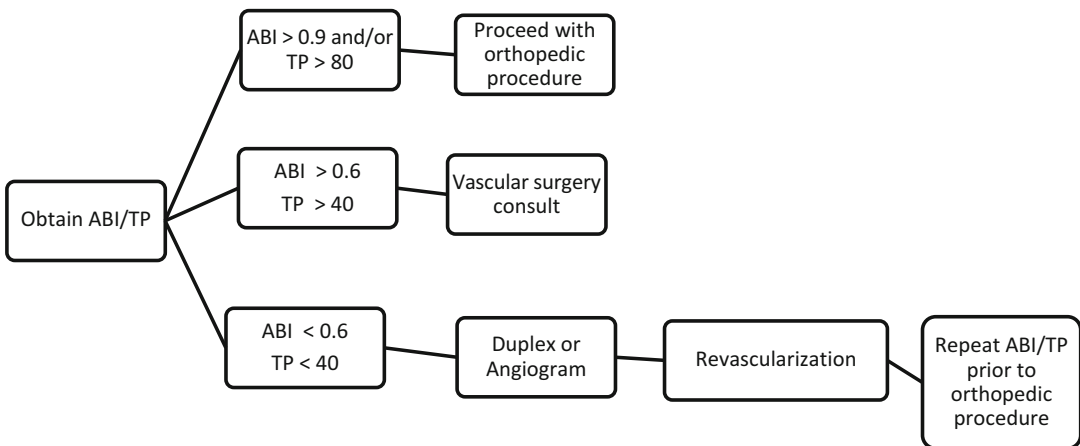 Obtain ABI/TP
ABI > 0.9 and/or
TP > 80
Proceed with
orthopedic
procedure
ABI > 0.6
TP > 40
Vascular surgery
consult
ABI < 0.6
TP < 40
Duplex or
Angiogram
Revascularization
Repeat ABI/TP
prior to
orthopedic
procedure